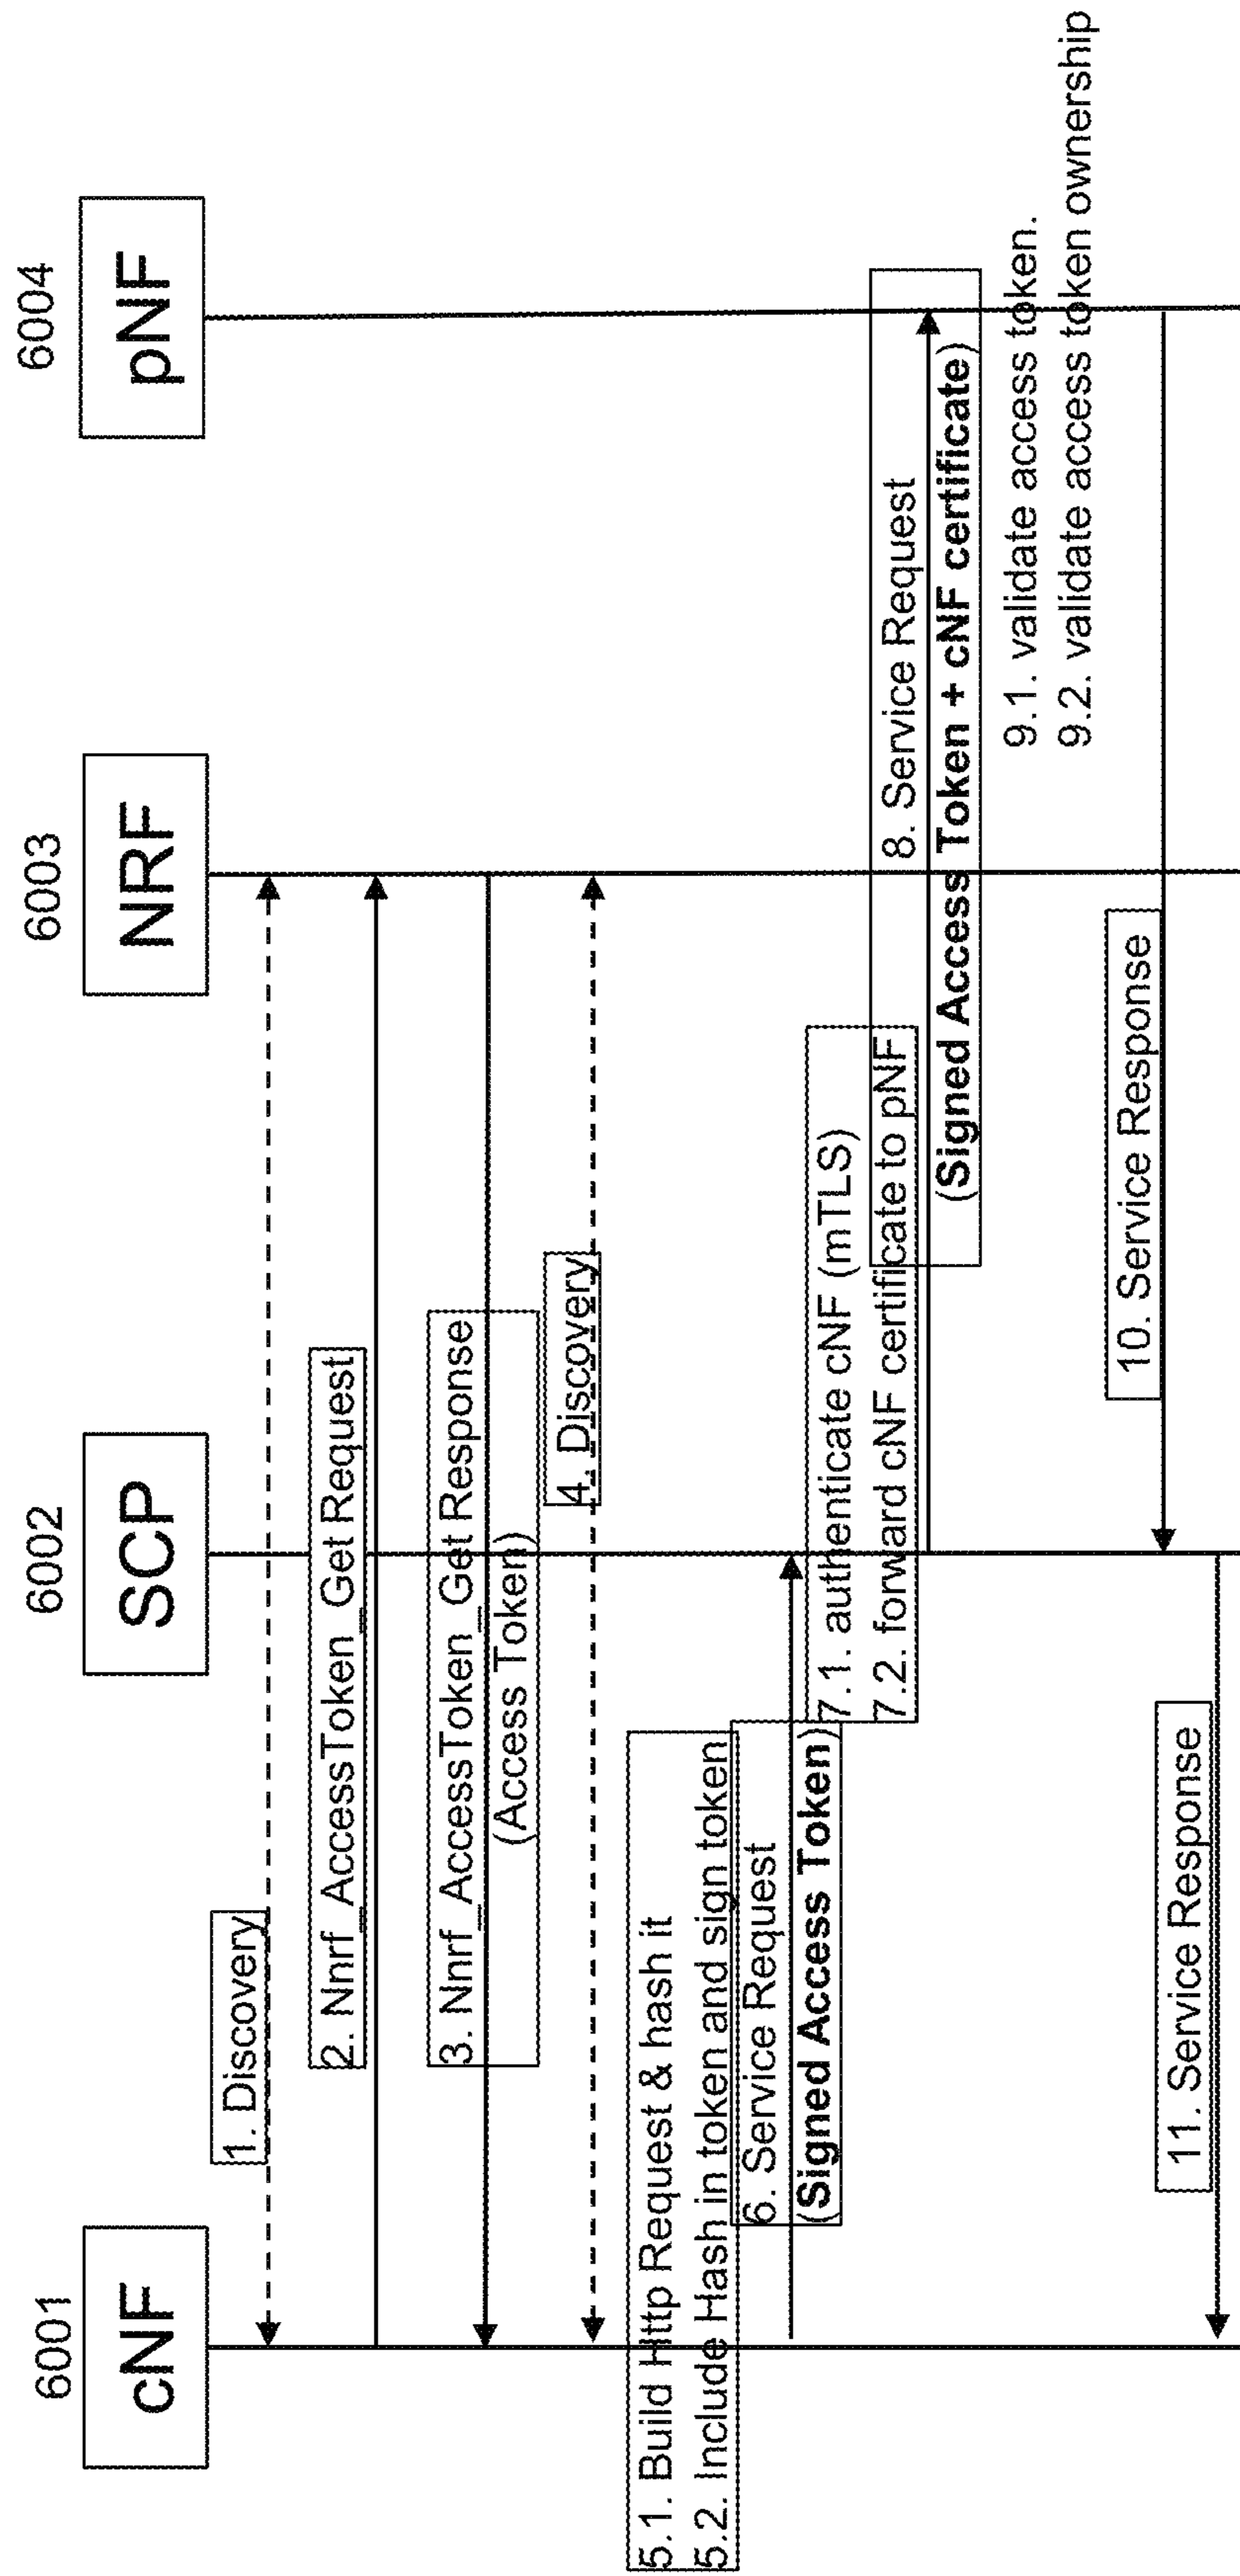 6001
6002
6003
6004
cNF
SCP
NRF
pNF
1. Discovery
2. Nnrf_AccessToken_Get Request
3. Nnrf_AccessToken_Get Response
(Access Token)
4. Discovery
5.1. Build Http Request & hash it
5.2. Include Hash in token and sign token
6. Service Request
(Signed Access Token)
7.1. authenticate cNF (mTLS)
7.2. forward cNF certificate to pNF
8. Service Request
(Signed Access Token + cNF certificate)
9.1. validate access token.
9.2. validate access token ownership
10. Service Response
11. Service Response